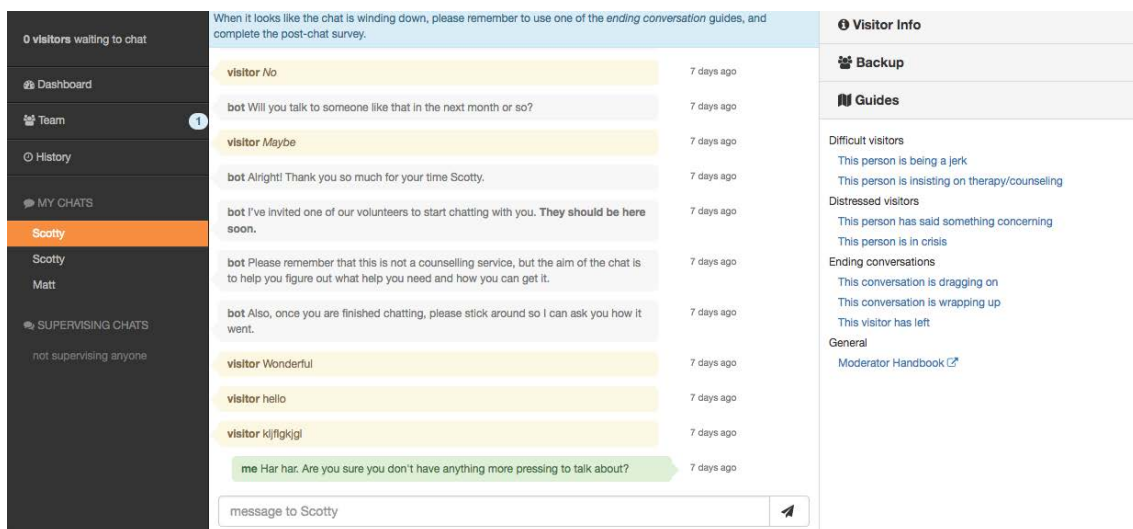 0 visitors waiting to chat
Dashboard
Team
1
History
MY CHATS
Scotty
Scotty
Matt
SUPERVISING CHATS
not supervising anyone
When it looks like the chat is winding down, please remember to use one of the ending conversation guides, and
complete the post-chat survey.
visitor No
7 days ago
bot Will you talk to someone like that in the next month or so?
7 days ago
visitor Maybe
7 days ago
bot Alright! Thank you so much for your time Scotty.
7 days ago
bot I've invited one of our volunteers to start chatting with you. They should be here
soon.
7 days ago
bot Please remember that this is not a counselling service, but the aim of the chat is
to help you figure out what help you need and how you can get it.
7 days ago
bot Also, once you are finished chatting, please stick around so I can ask you how it
went.
7 days ago
visitor Wonderful
7 days ago
visitor hello
7 days ago
visitor kljflgkjgl
7 days ago
me Har har. Are you sure you don't have anything more pressing to talk about?
7 days ago
message to Scotty
Visitor Info
Backup
Guides
Difficult visitors
This person is being a jerk
This person is insisting on therapy/counseling
Distressed visitors
This person has said something concerning
This person is in crisis
Ending conversations
This conversation is dragging on
This conversation is wrapping up
This visitor has left
General
Moderator Handbook